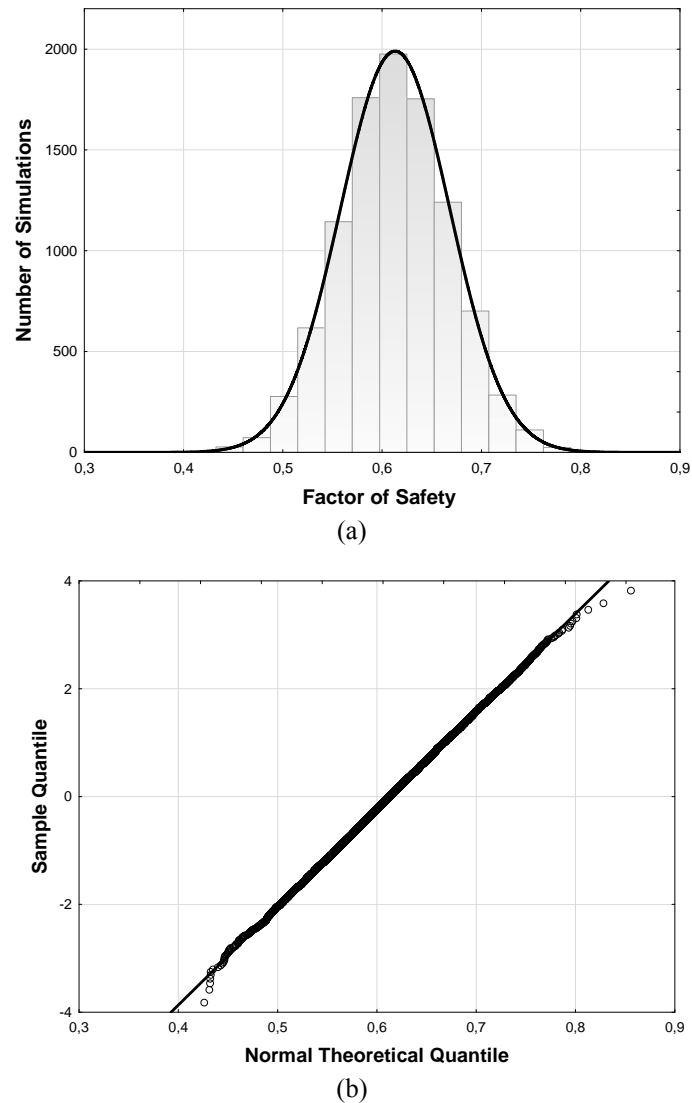 2000
1500
1000
500
0
Number of Simulations
0,3 0,4 0,5 0,6 0,7 0,8 0,9
Factor of Safety
(a)
4
2
0
-2
-4
Sample Quantile
0,3 0,4 0,5 0,6 0,7 0,8 0,9
Normal Theoretical Quantile
(b)